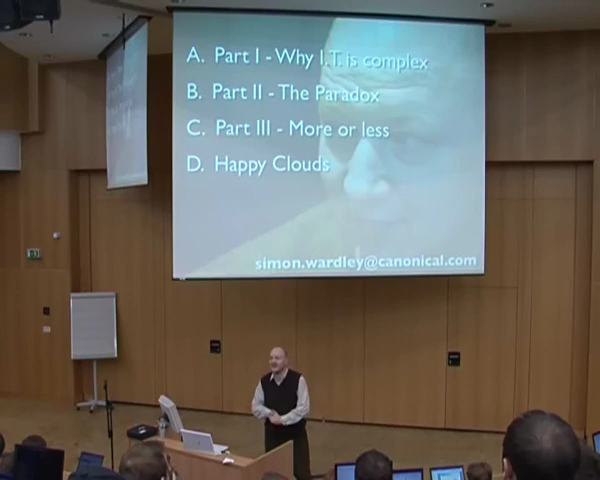 A. Part I - Why I.T. is complex
B. Part II - The Paradox
C. Part III - More or less
D. Happy Clouds
simon.wardley@canonical.com